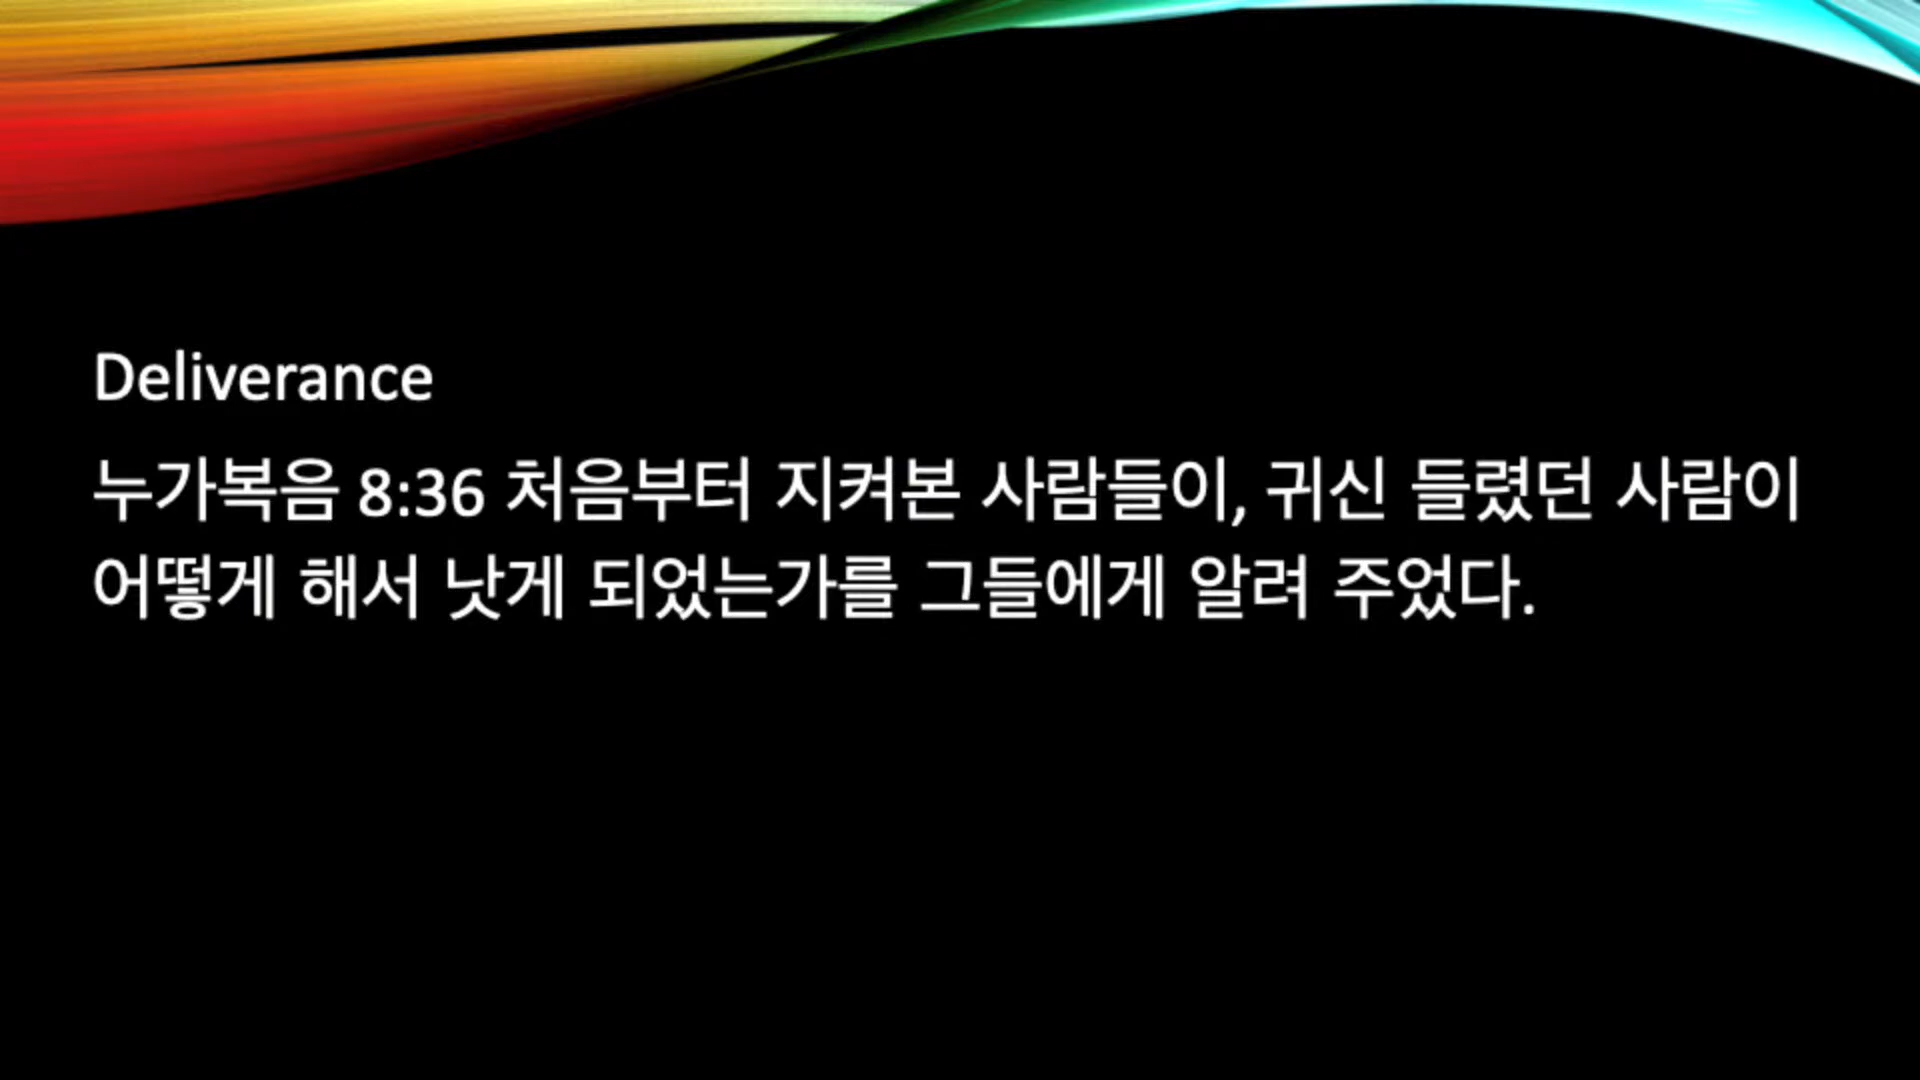 Deliverance
누가복음 8:36 처음부터 지켜본 사람들이, 귀신 들렸던 사람이
어떻게 해서 낫게 되었는가를 그들에게 알려 주었다.